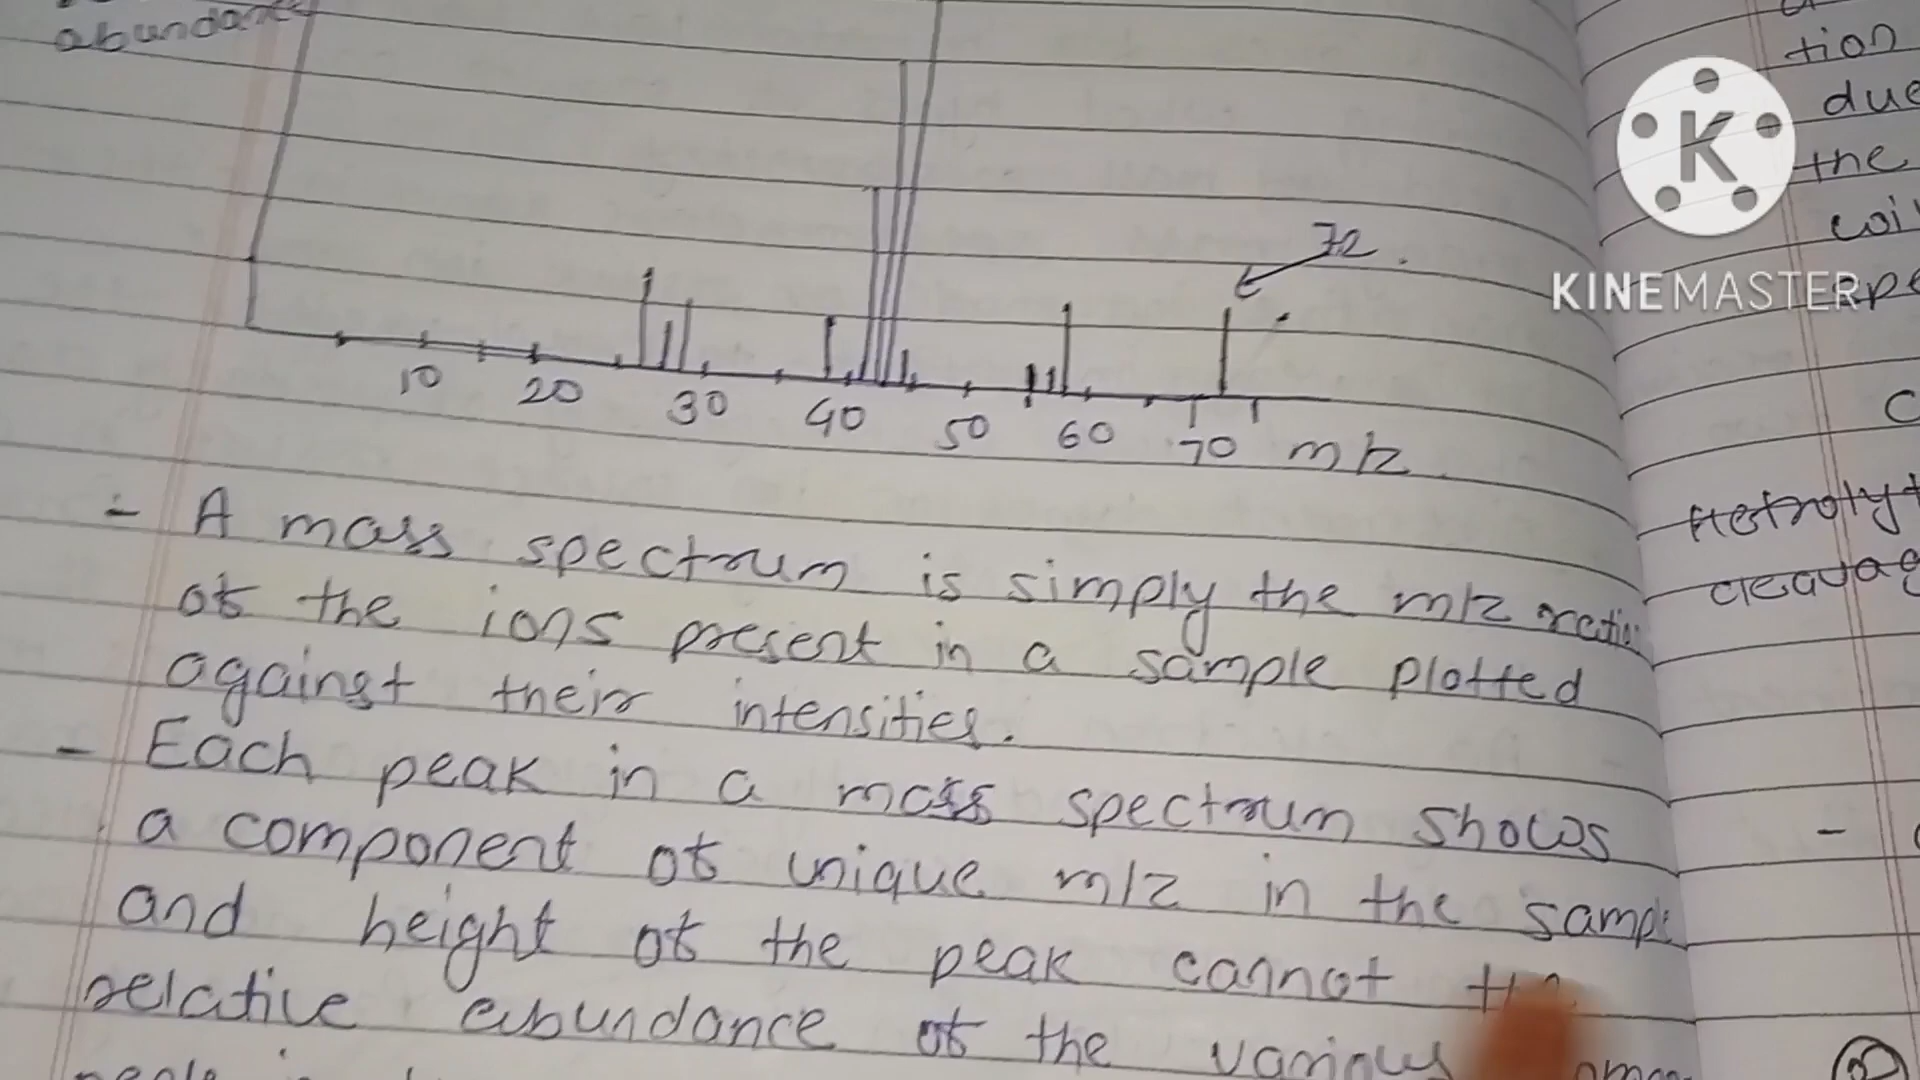 abundance
72.
10 20 30 40 50 60 70 m/z
- A mass spectrum is simply the m/z ratio
of the ions present in a sample plotted
against their intensities.
- Each peak in a mass spectrum shows
a component of unique m/z in the sample
and height of the peak cannot the
relative abundance of the various
tion
due
the
KINEMASTER
Hetrolyt
cleavag